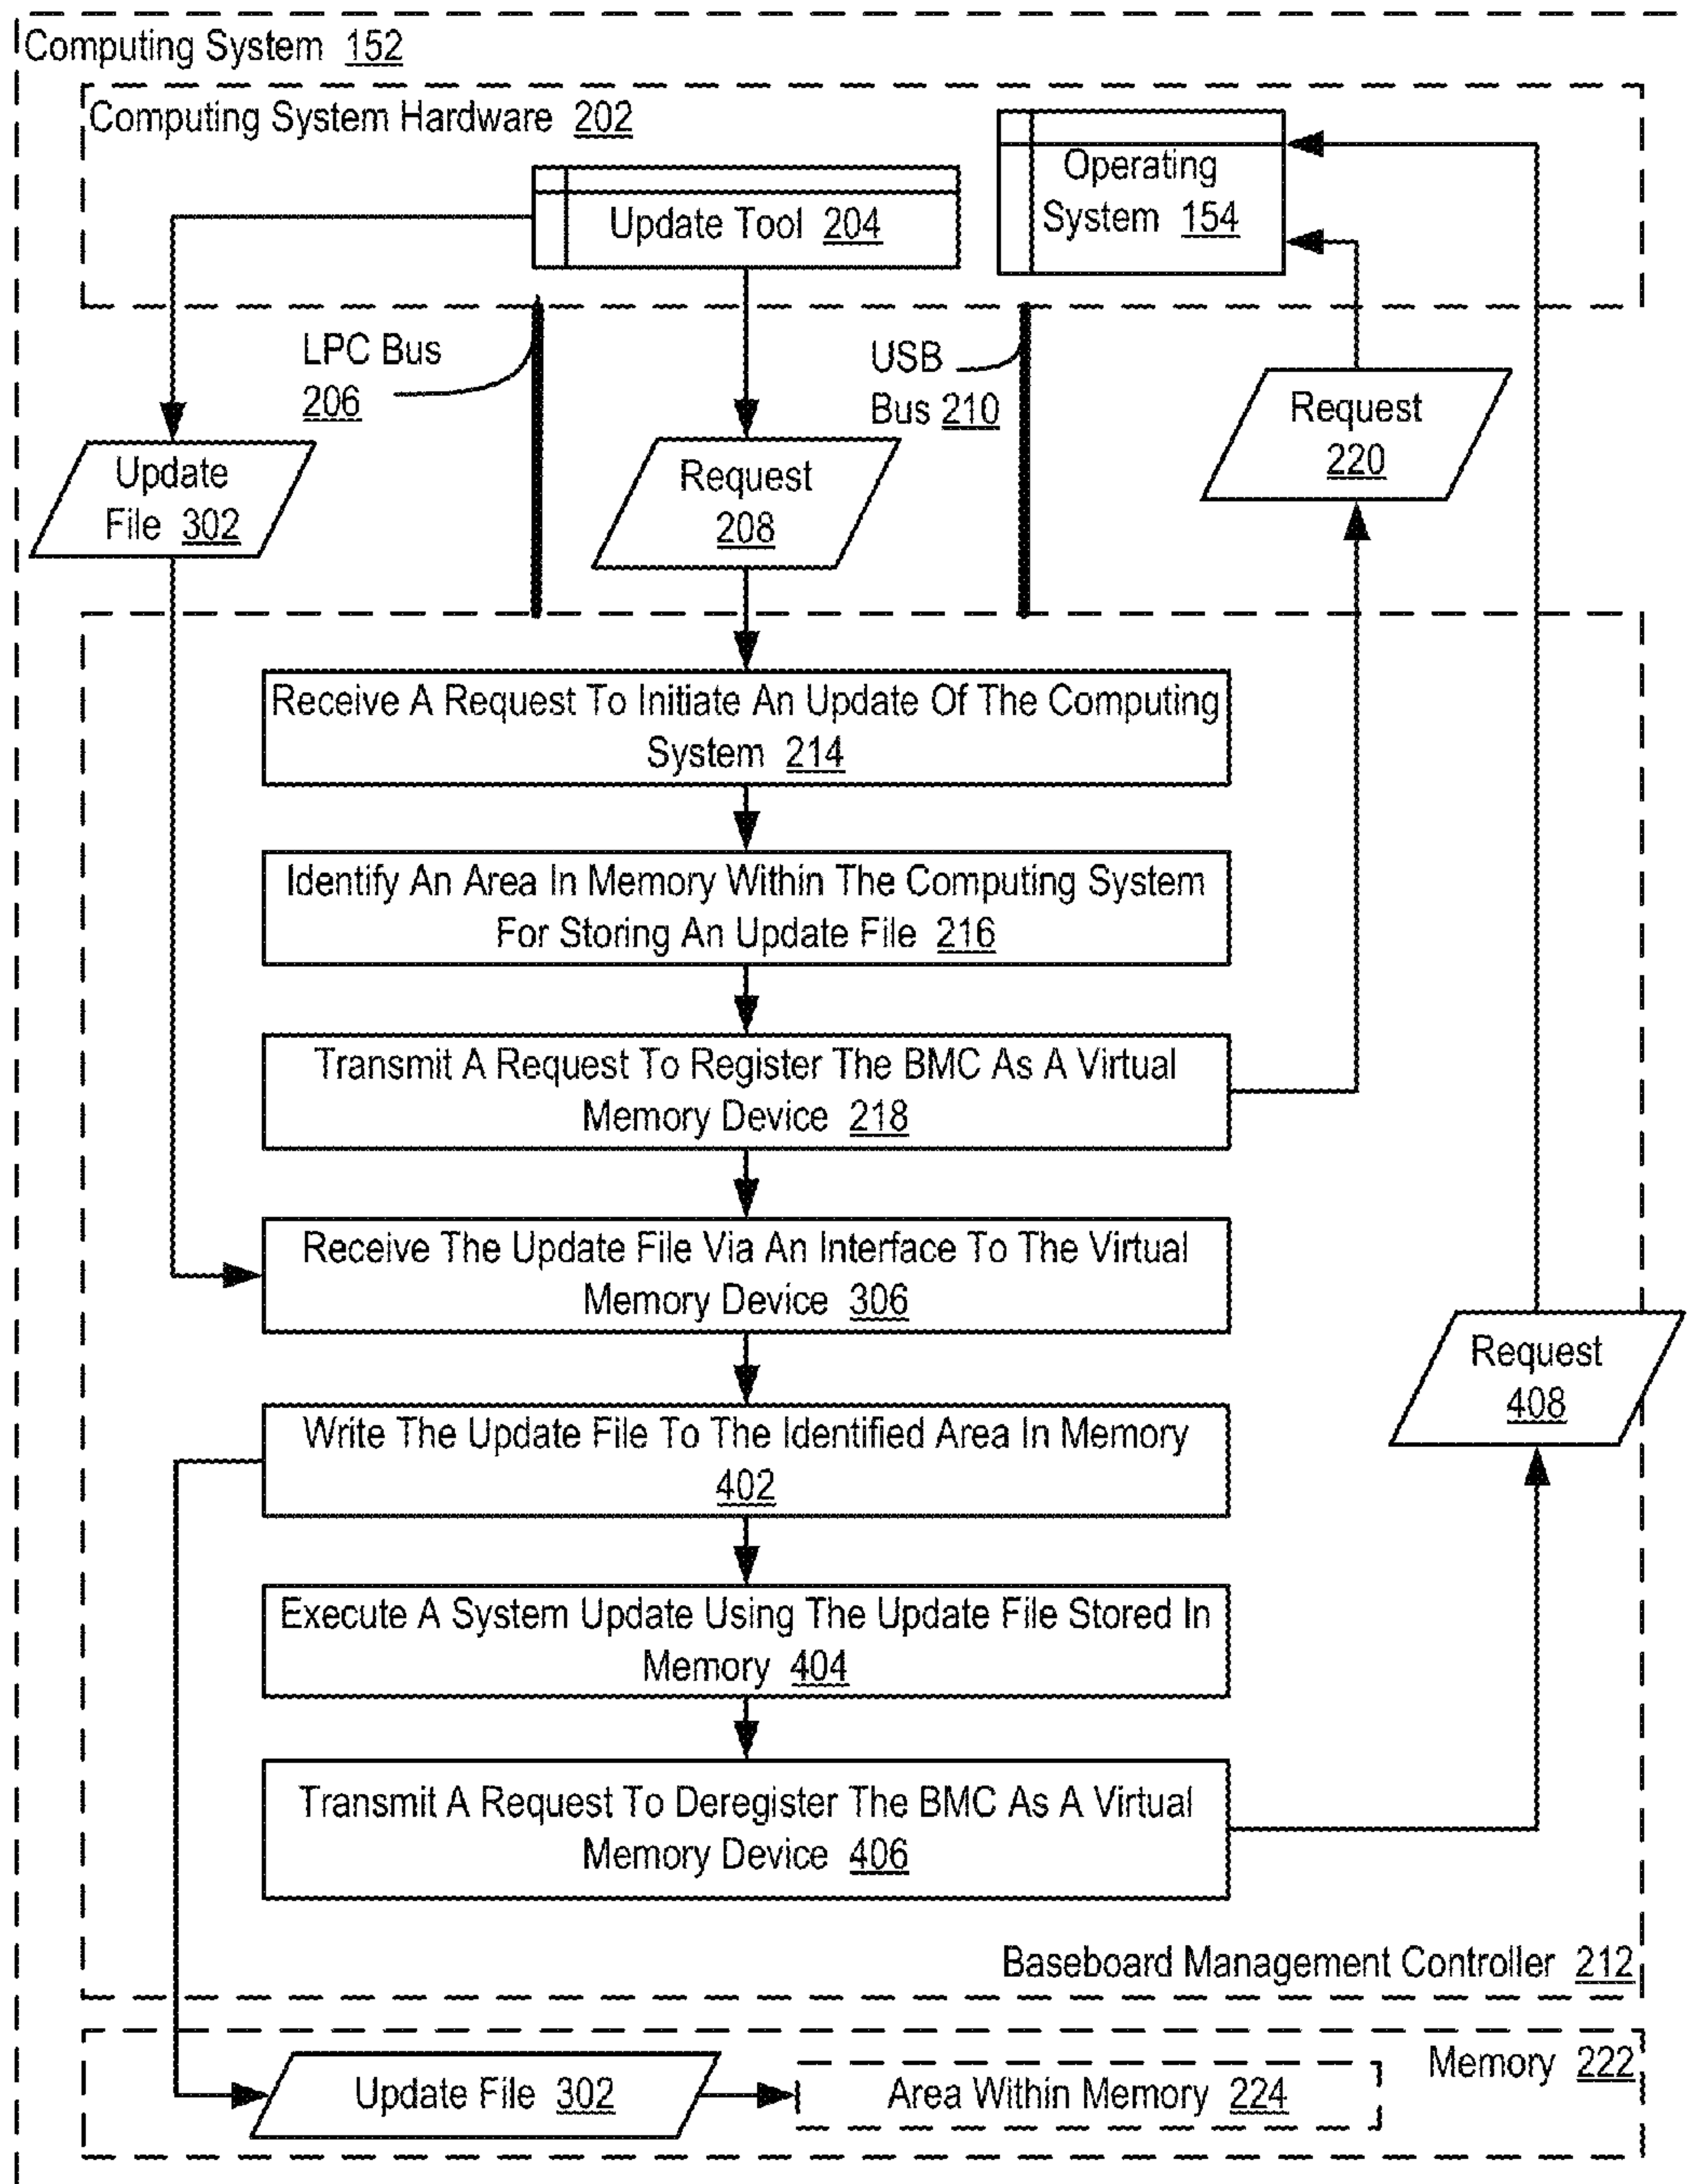 Computing System 152
Computing System Hardware 202
Operating
System 154
Update Tool 204
LPC Bus
206
USB
Bus 210
Request
220
Update
File 302
Request
208
Receive A Request To Initiate An Update Of The Computing
System 214
Identify An Area In Memory Within The Computing System
For Storing An Update File 216
Transmit A Request To Register The BMC As A Virtual
Memory Device 218
Receive The Update File Via An Interface To The Virtual
Memory Device 306
Request
408
Write The Update File To The Identified Area In Memory
402
Execute A System Update Using The Update File Stored In
Memory 404
Transmit A Request To Deregister The BMC As A Virtual
Memory Device 406
Baseboard Management Controller 212
Memory 222
Update File 302
Area Within Memory 224